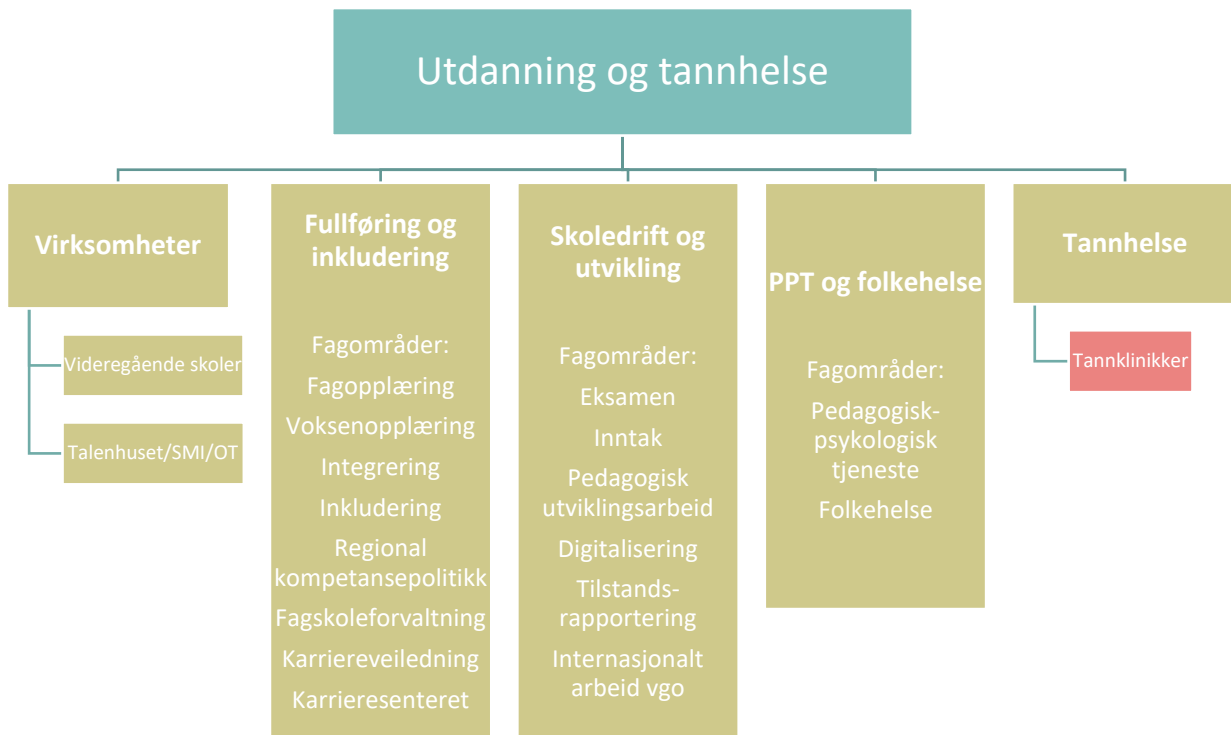 Utdanning og tannhelse
Virksomheter
Videregående skoler
Talenhuset/SMI/OT
Fullføring og
inkludering
Fagområder:
Fagopplæring
Voksenopplæring
Integrering
Inkludering
Regional
kompetansepolitikk
Fagskoleforvaltning
Karriereveiledning
Karrieresenteret
Skoledrift og
utvikling
Fagområder:
Eksamen
Inntak
Pedagogisk
utviklingsarbeid
Digitalisering
Tilstands-
rapportering
Internasjonalt
arbeid vgo
PPT og folkehelse
Fagområder:
Pedagogisk-
psykologisk
tjeneste
Folkehelse
Tannhelse
Tannklinikker